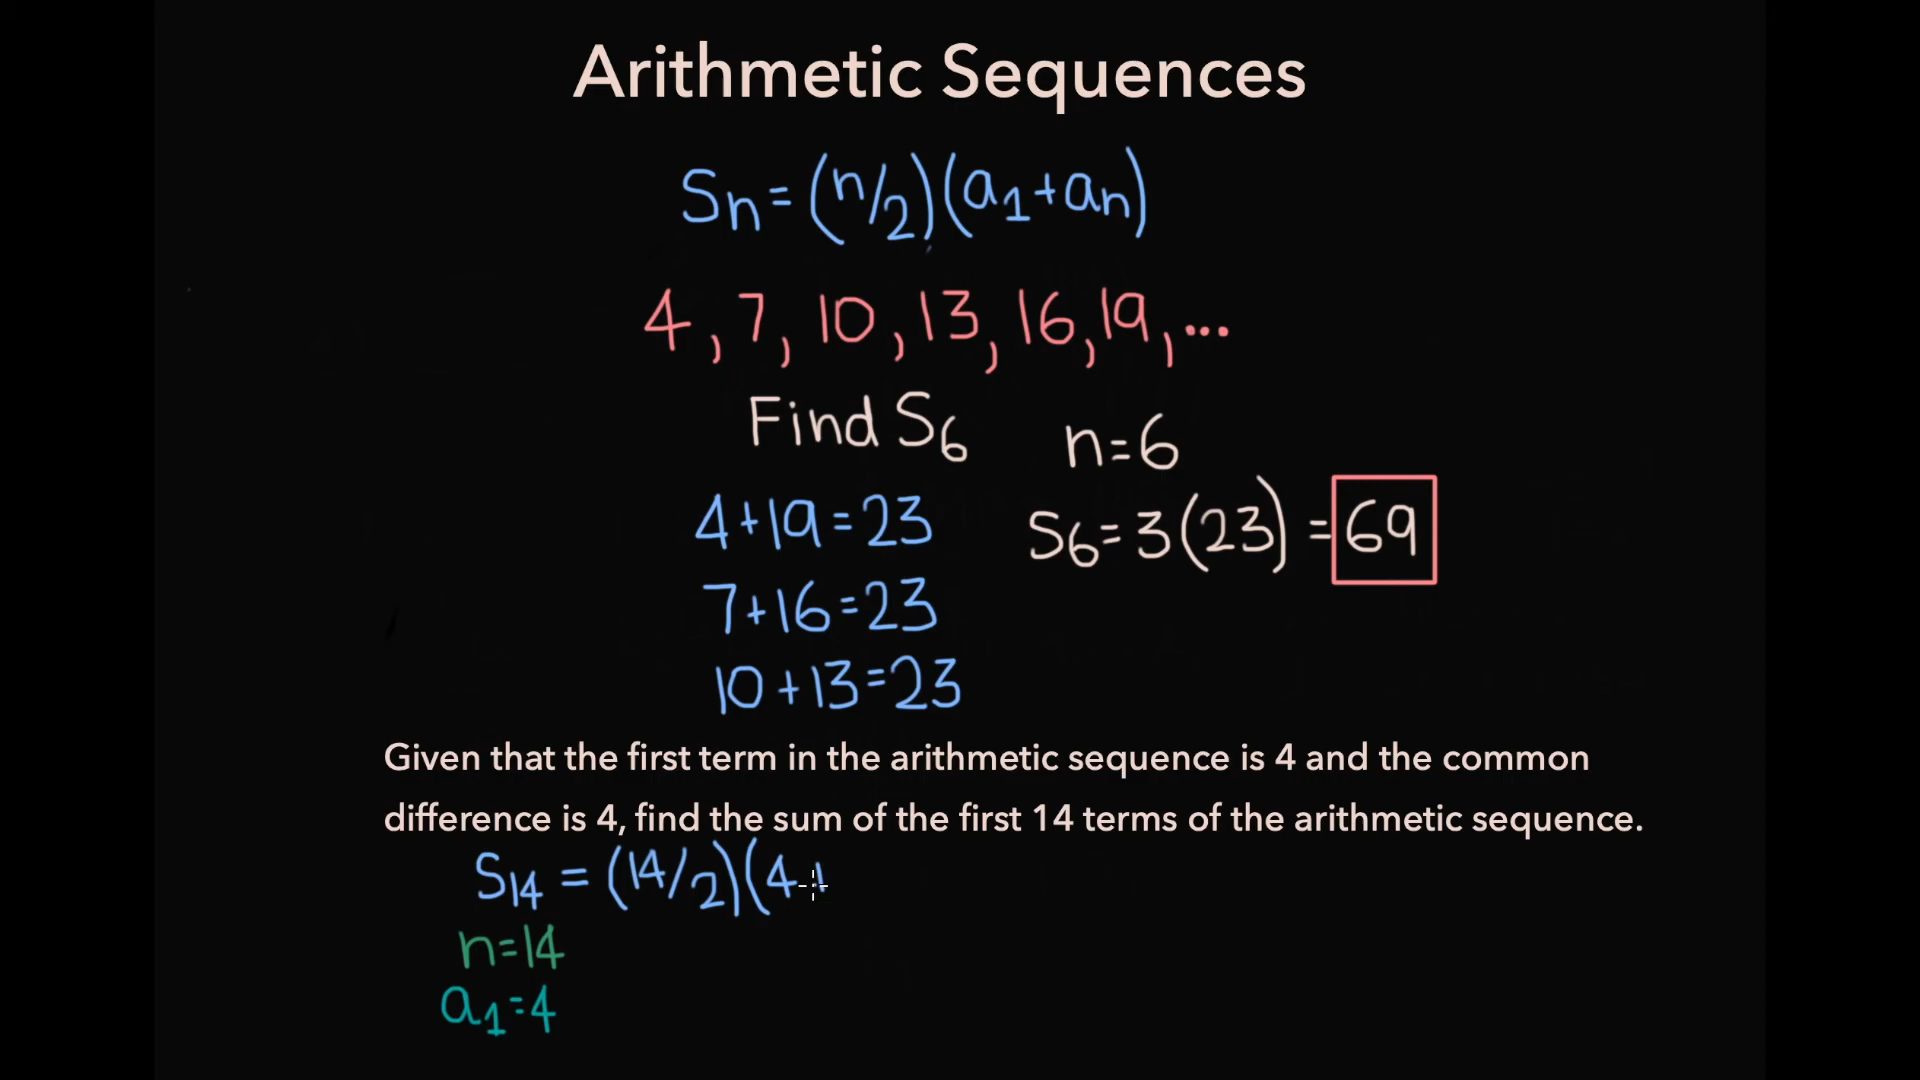 Arithmetic Sequences
Sn = (n/2)(a1+an)
4, 7, 10, 13, 16, 19, ...
Find S6 n=6
4+19=23 S6=3(23) = 69
7+16=23
10+13=23
Given that the first term in the arithmetic sequence is 4 and the common
difference is 4, find the sum of the first 14 terms of the arithmetic sequence.
S14 = (14/2)(4+
n=14
a1=4